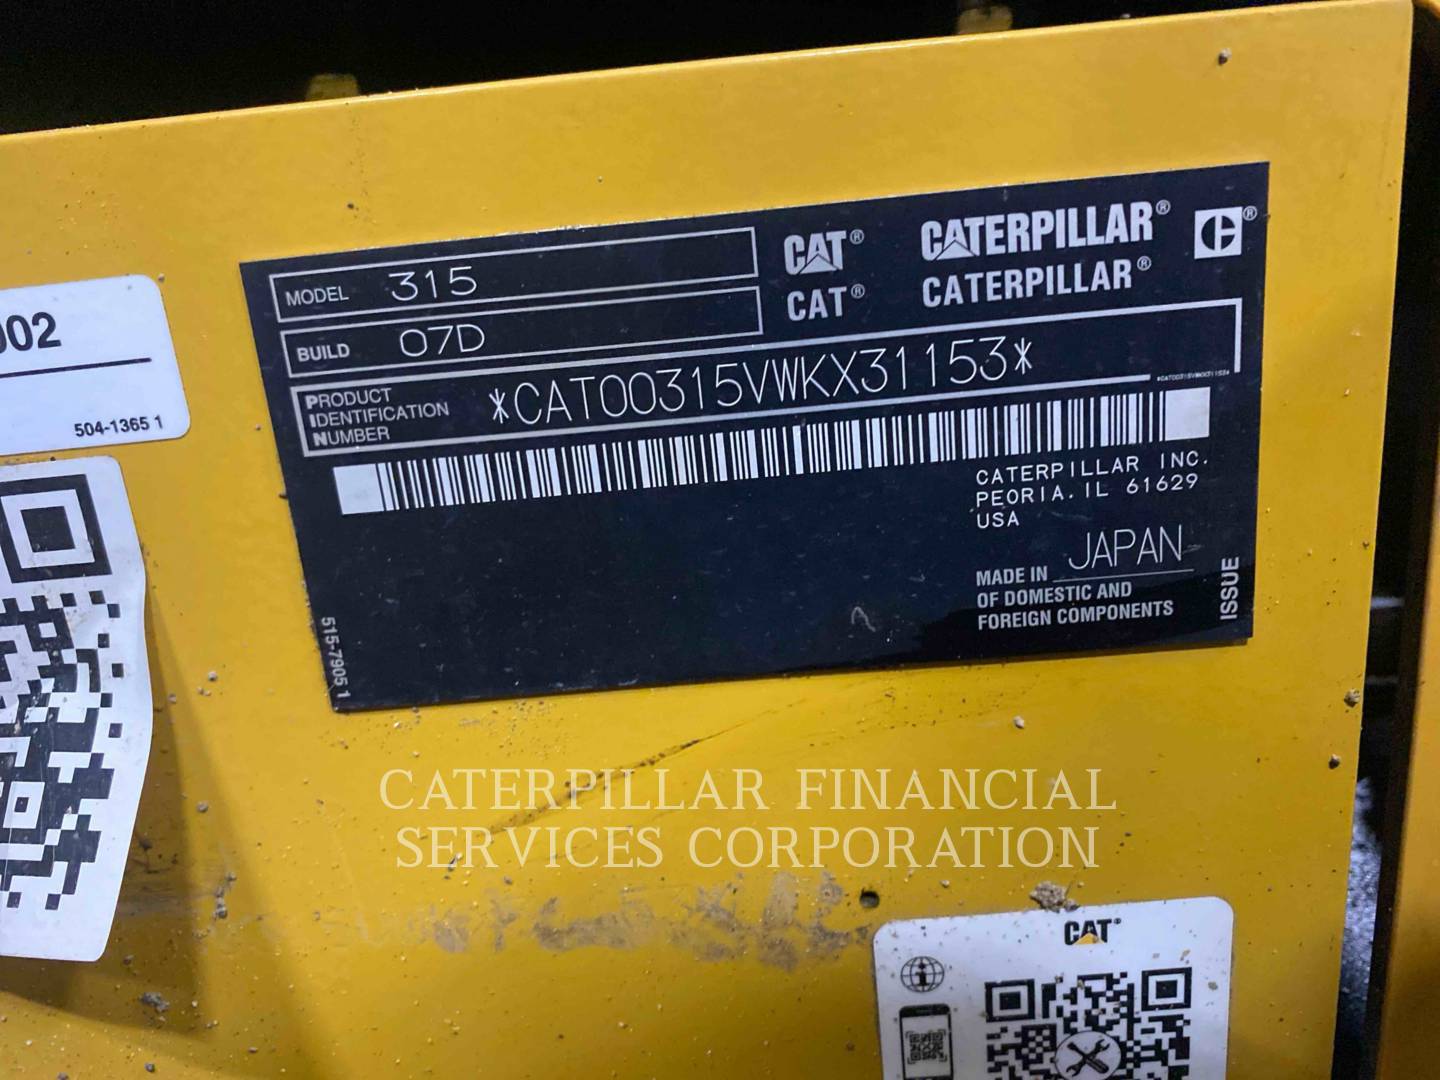 002
504-1365 1
MODEL 315
BUILD 07D
CAT®
CAT®
CATERPILLAR®
CATERPILLAR®
®
PRODUCT
IDENTIFICATION
NUMBER
*CAT00315VWKX31153*
*CAT00315VWKX31153*
CATERPILLAR INC.
PEORIA. IL 61629
USA
MADE IN JAPAN
OF DOMESTIC AND
FOREIGN COMPONENTS
ISSUE
515-7905 1
CATERPILLAR FINANCIAL
SERVICES CORPORATION
CAT®